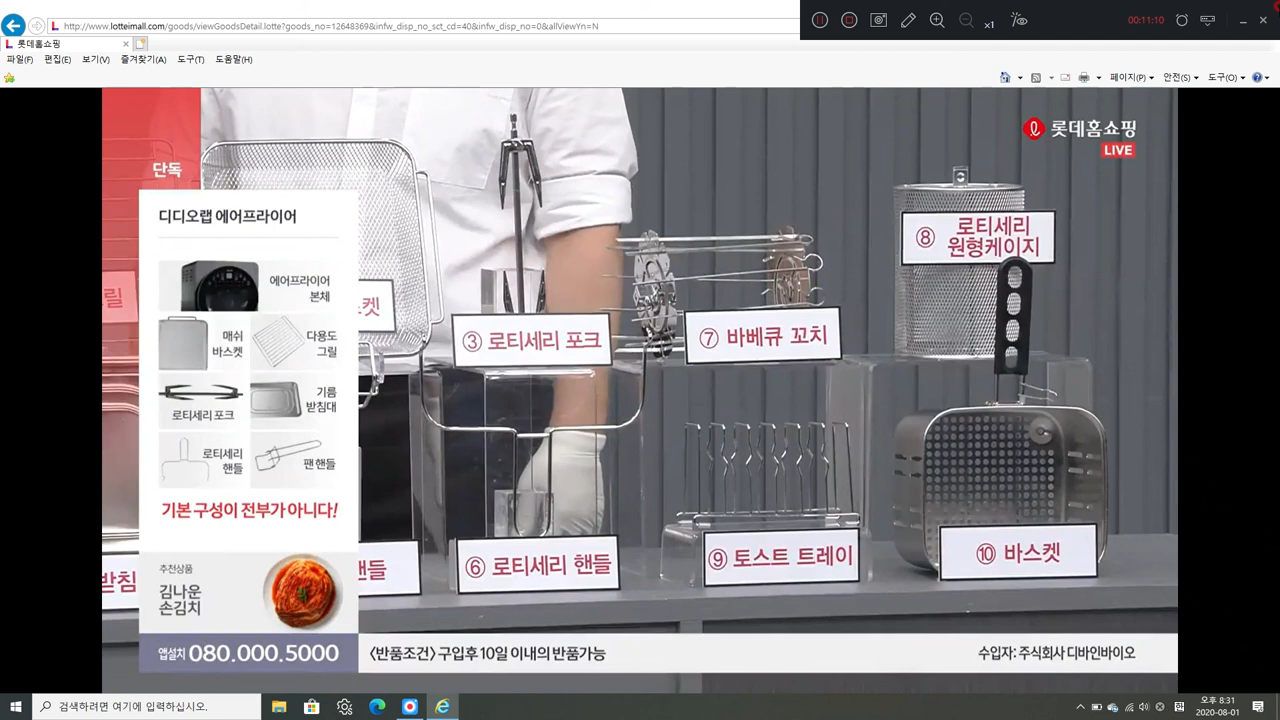 http://www.lotteimall.com/goods/viewGoodsDetail.lotte?goods_no=12648369&infw_disp_no_sct_cd=40&infw_disp_no=0&allViewYn=N
x1
00:11:10
롯데홈쇼핑
파일(F) 편집(E) 보기(V) 즐겨찾기(A) 도구(T) 도움말(H)
페이지(P) 안전(S) 도구(O)
롯데홈쇼핑
LIVE
단독
디디오랩 에어프라이어
에어프라이어
본체
매쉬
바스켓
다용도
그릴
로티세리 포크
기름
받침대
로티세리
핸들
팬 핸들
기본 구성이 전부가 아니다!
추천상품
김나운
손김치
앱설치 080.000.5000
릴
켓
③ 로티세리 포크
⑦ 바베큐 꼬치
⑧ 로티세리
원형케이지
받침
핸들
⑥ 로티세리 핸들
⑨ 토스트 트레이
⑩ 바스켓
〈반품조건〉 구입후 10일 이내의 반품가능
수입자: 주식회사 디바인바이오
검색하려면 여기에 입력하십시오.
오후 8:31
2020-08-01